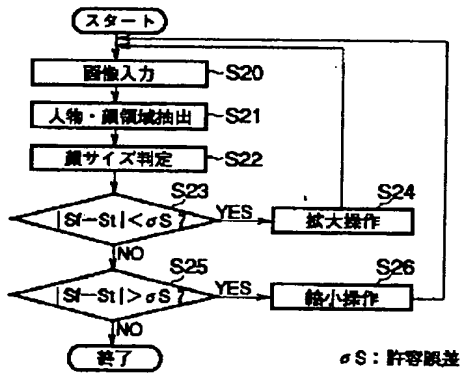 スタート
画像入力
S20
人物・顔領域抽出
S21
顔サイズ判定
S22
S23
|Sf−St|<σS?
YES
S24
拡大操作
NO
S25
|Sf−St|>σS?
YES
S26
縮小操作
NO
終了
σS:許容誤差